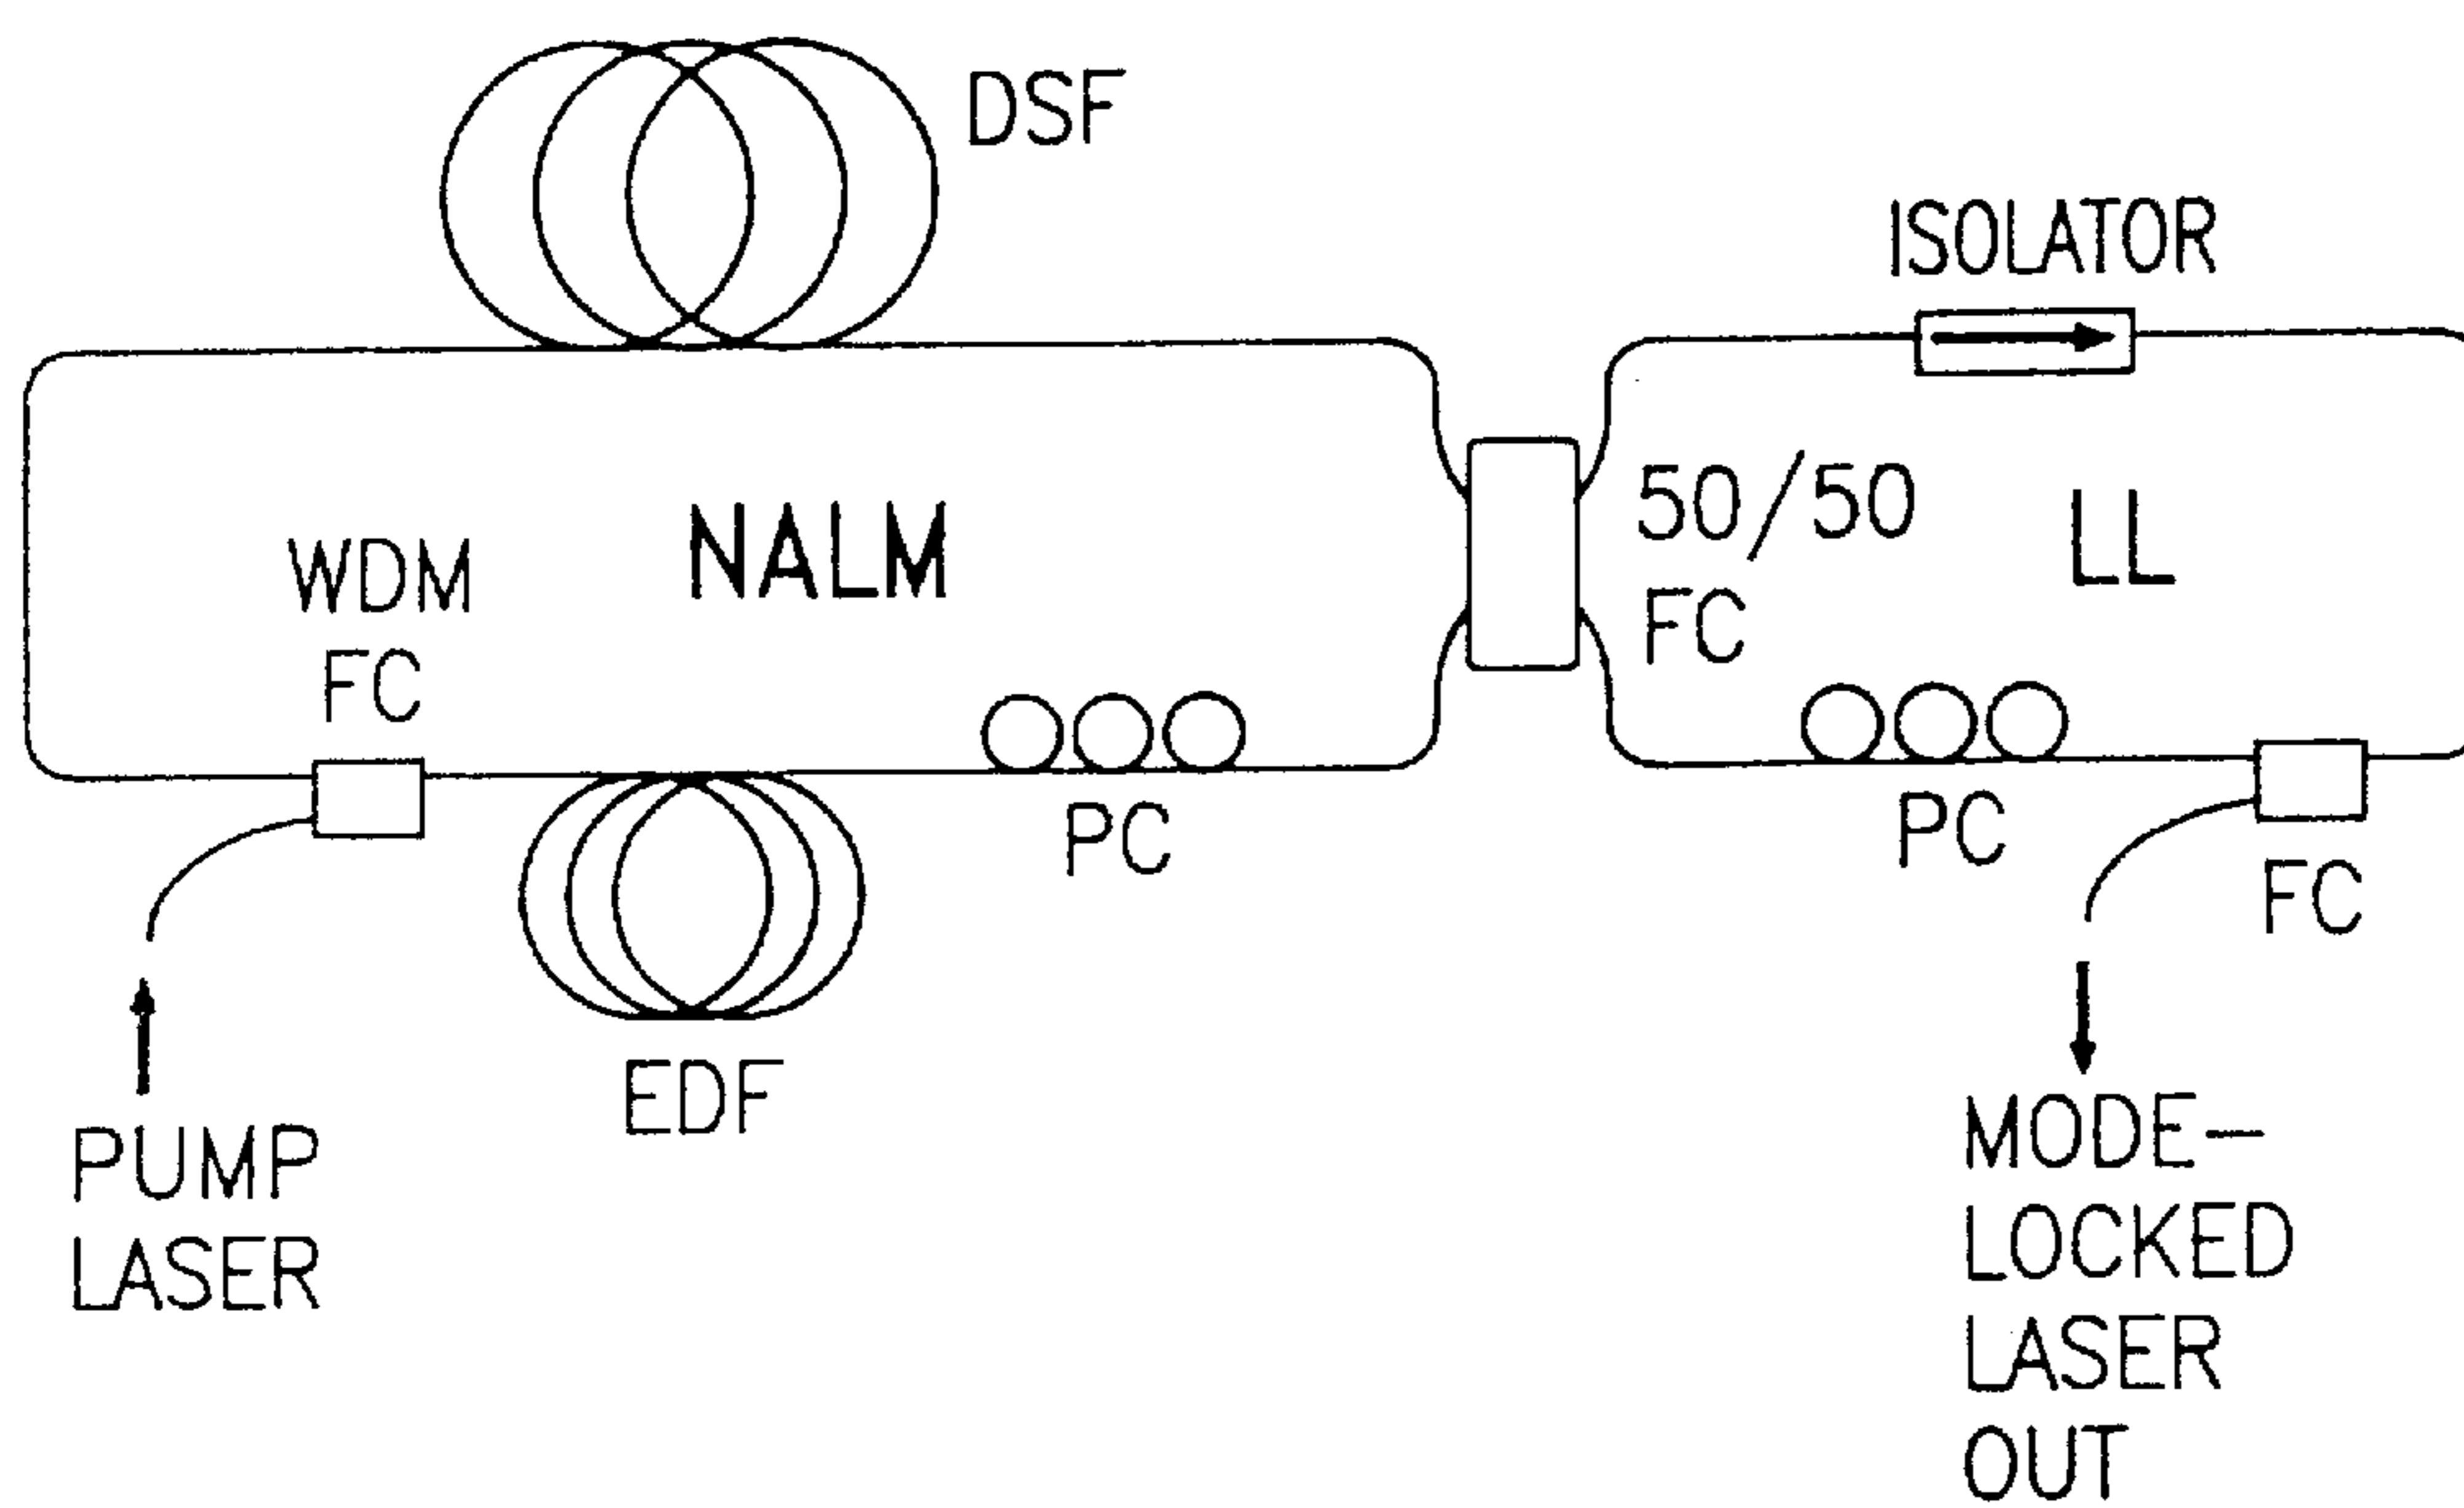 DSF
ISOLATOR
50/50
FC
LL
NALM
WDM
FC
PC
PC
FC
EDF
PUMP
LASER
MODE-
LOCKED
LASER
OUT